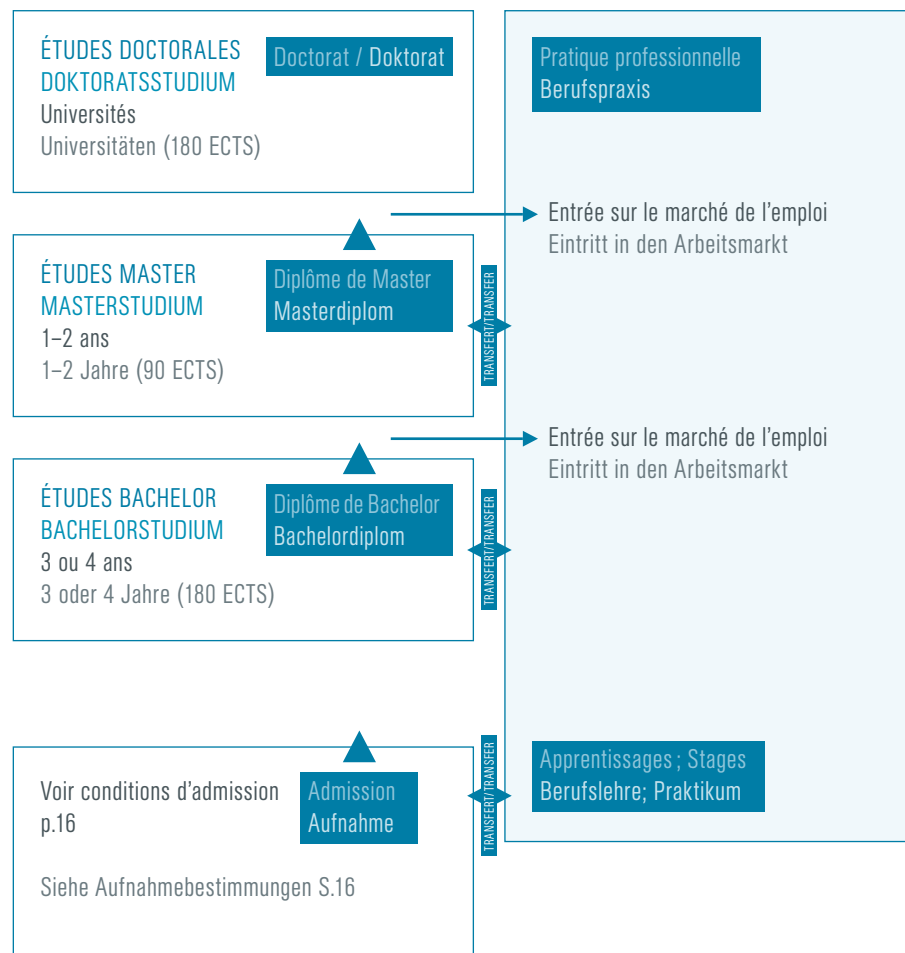 ÉTUDES DOCTORALES
DOKTORATSSTUDIUM
Universités
Universitäten (180 ECTS)
Doctorat / Doktorat
Pratique professionnelle
Berufspraxis
Entrée sur le marché de l'emploi
Eintritt in den Arbeitsmarkt
ÉTUDES MASTER
MASTERSTUDIUM
1–2 ans
1–2 Jahre (90 ECTS)
Diplôme de Master
Masterdiplom
TRANSFERT/TRANSFER
Entrée sur le marché de l'emploi
Eintritt in den Arbeitsmarkt
ÉTUDES BACHELOR
BACHELORSTUDIUM
3 ou 4 ans
3 oder 4 Jahre (180 ECTS)
Diplôme de Bachelor
Bachelordiplom
TRANSFERT/TRANSFER
Voir conditions d'admission
p.16
Siehe Aufnahmebestimmungen S.16
Admission
Aufnahme
TRANSFERT/TRANSFER
Apprentissages ; Stages
Berufslehre; Praktikum